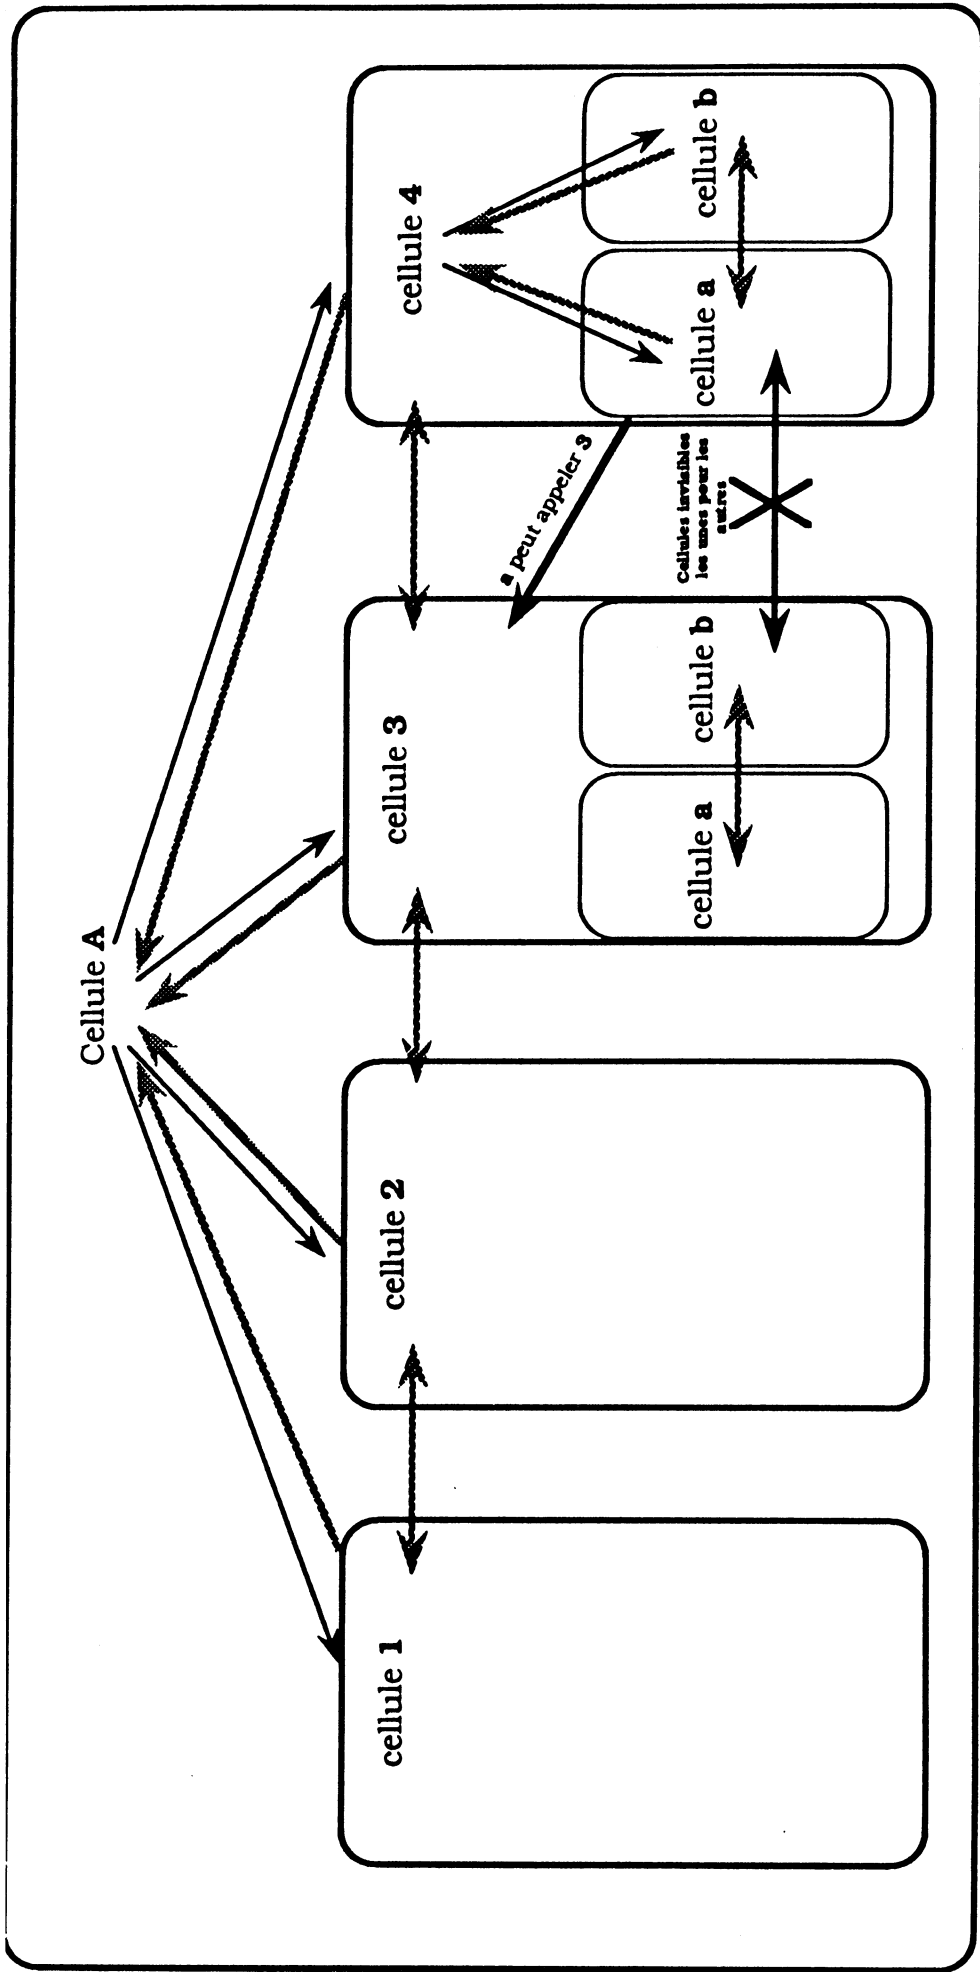 Cellule A
cellule 1
cellule 2
cellule 3
cellule 4
a peut appeler 3
cellule a
cellule b
Cellules invisibles
les unes pour les
autres
cellule a
cellule b